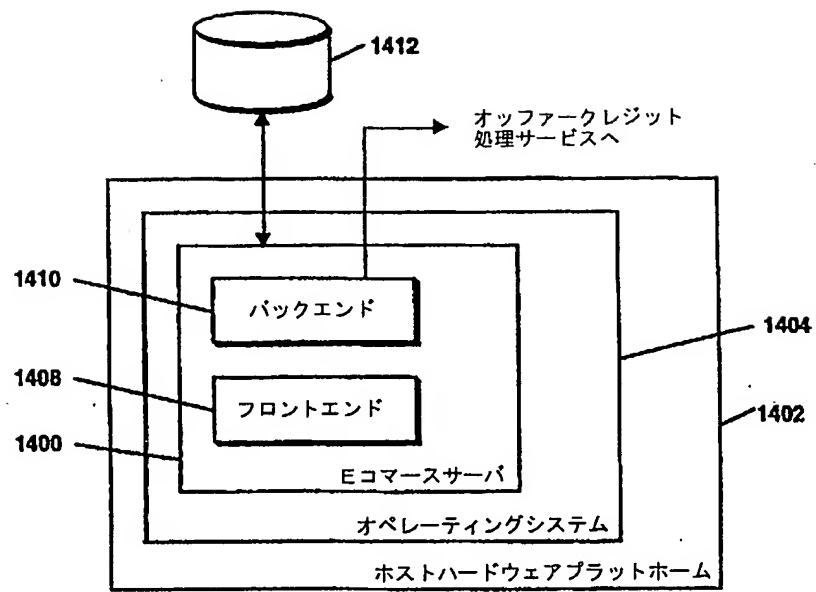 1412
オッファークレジット
処理サービスへ
1410
バックエンド
1404
1408
フロントエンド
1402
1400
Eコマースサーバ
オペレーティングシステム
ホストハードウェアプラットホーム